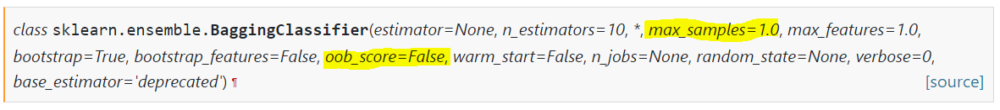 class sklearn.ensemble.BaggingClassifier(estimator=None, n_estimators=10, *, max_samples=1.0, max_features=1.0,
bootstrap=True, bootstrap_features=False, oob_score=False, warm_start=False, n_jobs=None, random_state=None, verbose=0,
base_estimator='deprecated') ¶ [source]